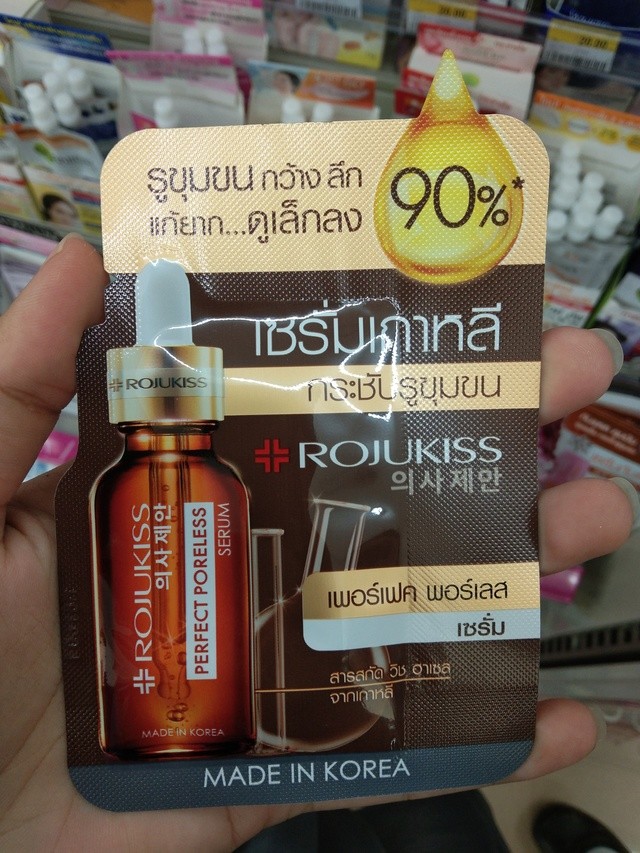 รูขุมขน กว้าง ลึก
แก้ยาก...ดูเล็กลง
90%*
เซรั่มเกาหลี
กระชับรูขุมขน
ROJUKISS
의사제안
ROJUKISS
ROJUKISS
의사제안
PERFECT PORELESS
SERUM
MADE IN KOREA
เพอร์เฟค พอร์เลส
เซรั่ม
สารสกัด วิช ฮาเซล
จากเกาหลี
MADE IN KOREA